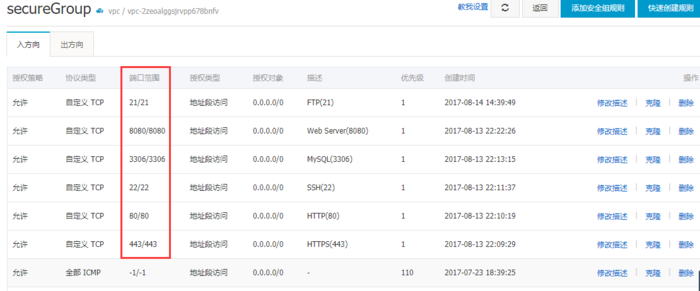 secureGroup vpc / vpc-2zeoalggsjrvpp678bnfv 教我设置 返回 添加安全组规则 快速创建规则
入方向 出方向
授权策略 协议类型 端口范围 授权类型 授权对象 描述 优先级 创建时间 操作
允许 自定义 TCP 21/21 地址段访问 0.0.0.0/0 FTP(21) 1 2017-08-14 14:39:49 修改描述 | 克隆 | 删除
允许 自定义 TCP 8080/8080 地址段访问 0.0.0.0/0 Web Server(8080) 1 2017-08-13 22:22:26 修改描述 | 克隆 | 删除
允许 自定义 TCP 3306/3306 地址段访问 0.0.0.0/0 MySQL(3306) 1 2017-08-13 22:13:15 修改描述 | 克隆 | 删除
允许 自定义 TCP 22/22 地址段访问 0.0.0.0/0 SSH(22) 1 2017-08-13 22:11:37 修改描述 | 克隆 | 删除
允许 自定义 TCP 80/80 地址段访问 0.0.0.0/0 HTTP(80) 1 2017-08-13 22:10:19 修改描述 | 克隆 | 删除
允许 自定义 TCP 443/443 地址段访问 0.0.0.0/0 HTTPS(443) 1 2017-08-13 22:09:29 修改描述 | 克隆 | 删除
允许 全部 ICMP -1/-1 地址段访问 0.0.0.0/0 - 110 2017-07-23 18:39:25 修改描述 | 克隆 | 删除